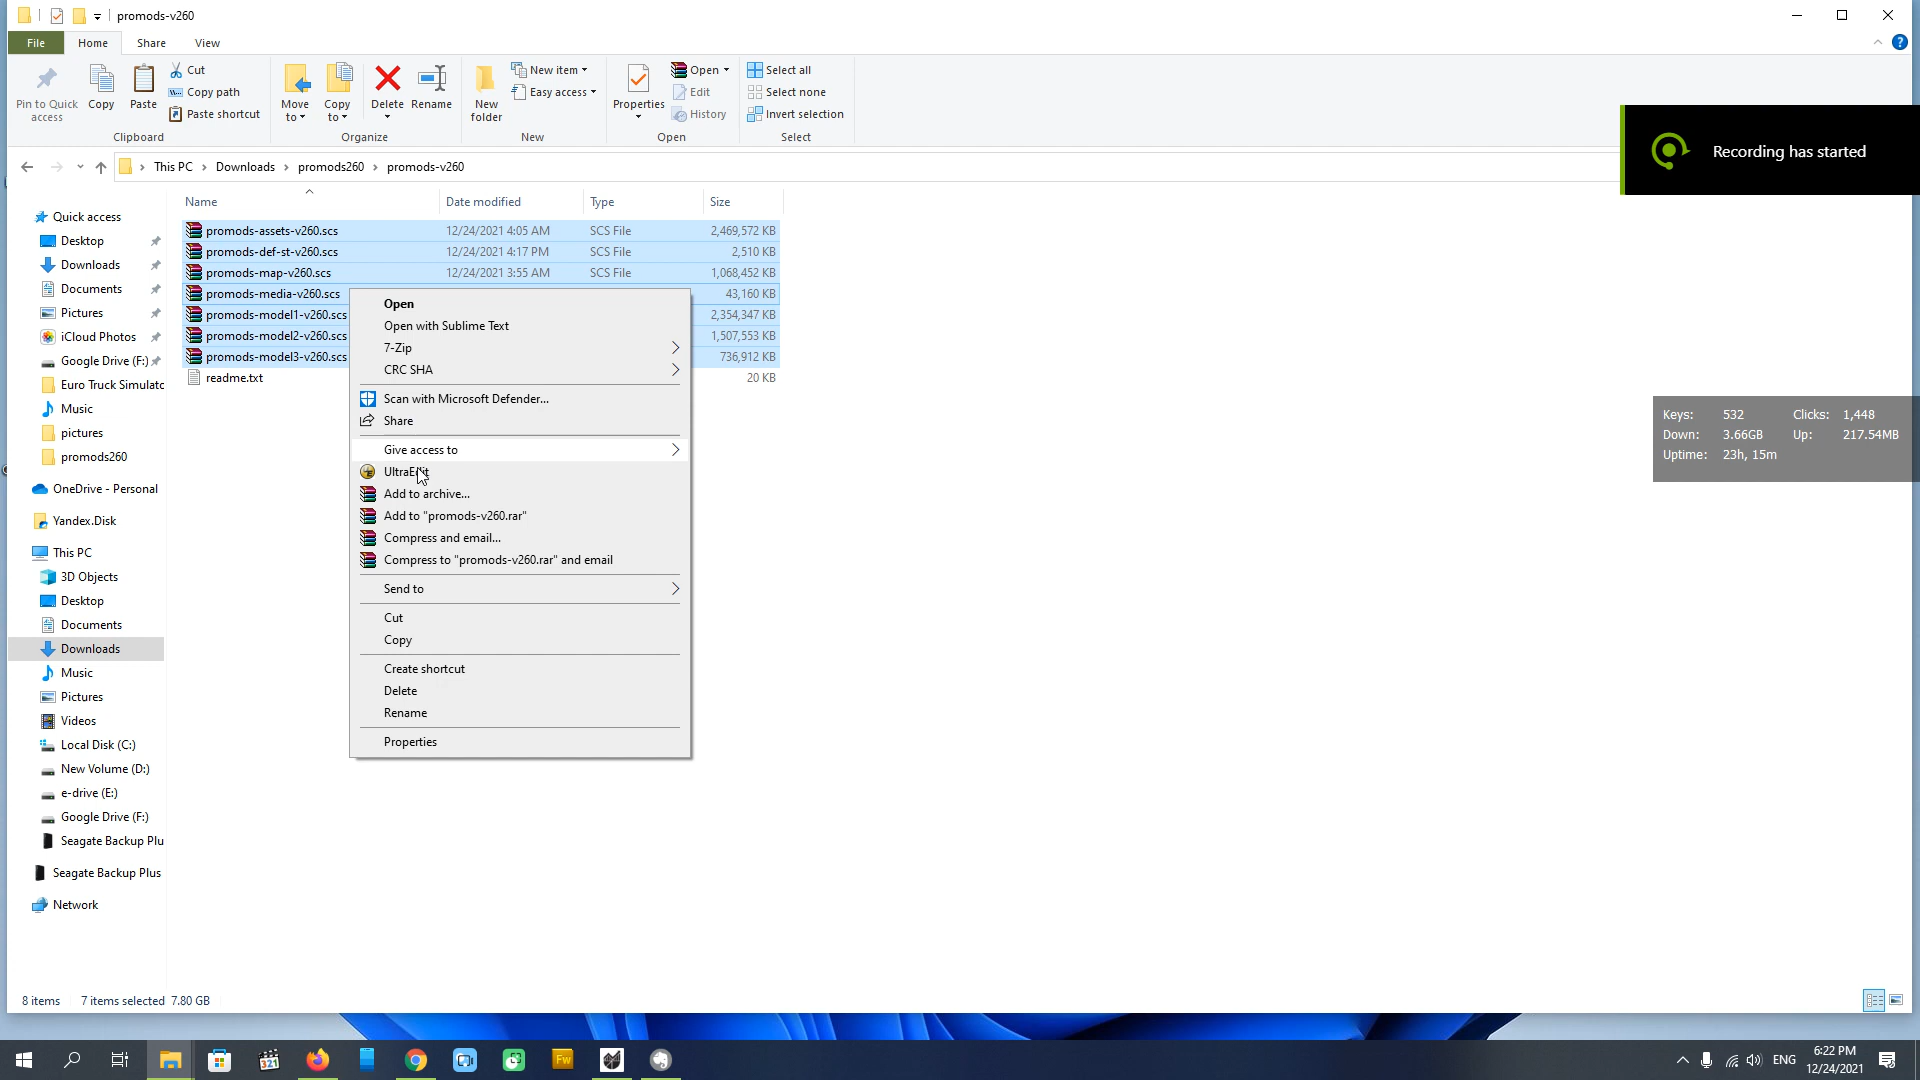 promods-v260
File Home Share View
Pin to Quick access
Copy
Paste
Cut
Copy path
Paste shortcut
Clipboard
Move to
Copy to
Delete
Rename
Organize
New folder
New item
Easy access
New
Properties
Open
Edit
History
Open
Select all
Select none
Invert selection
Select
Recording has started
This PC > Downloads > promods260 > promods-v260
Name Date modified Type Size
promods-assets-v260.scs 12/24/2021 4:05 AM SCS File 2,469,572 KB
promods-def-st-v260.scs 12/24/2021 4:17 PM SCS File 2,510 KB
promods-map-v260.scs 12/24/2021 3:55 AM SCS File 1,068,452 KB
promods-media-v260.scs 43,160 KB
promods-model1-v260.scs 2,354,347 KB
promods-model2-v260.scs 1,507,553 KB
promods-model3-v260.scs 736,912 KB
readme.txt 20 KB
Quick access
Desktop
Downloads
Documents
Pictures
iCloud Photos
Google Drive (F:)
Euro Truck Simulatc
Music
pictures
promods260
OneDrive - Personal
Yandex.Disk
This PC
3D Objects
Desktop
Documents
Downloads
Music
Pictures
Videos
Local Disk (C:)
New Volume (D:)
e-drive (E:)
Google Drive (F:)
Seagate Backup Plu
Seagate Backup Plus
Network
Open
Open with Sublime Text
7-Zip
CRC SHA
Scan with Microsoft Defender...
Share
Give access to
UltraEdit
Add to archive...
Add to "promods-v260.rar"
Compress and email...
Compress to "promods-v260.rar" and email
Send to
Cut
Copy
Create shortcut
Delete
Rename
Properties
Keys: 532 Clicks: 1,448
Down: 3.66GB Up: 217.54MB
Uptime: 23h, 15m
8 items 7 items selected 7.80 GB
321
Fw
ENG
6:22 PM
12/24/2021